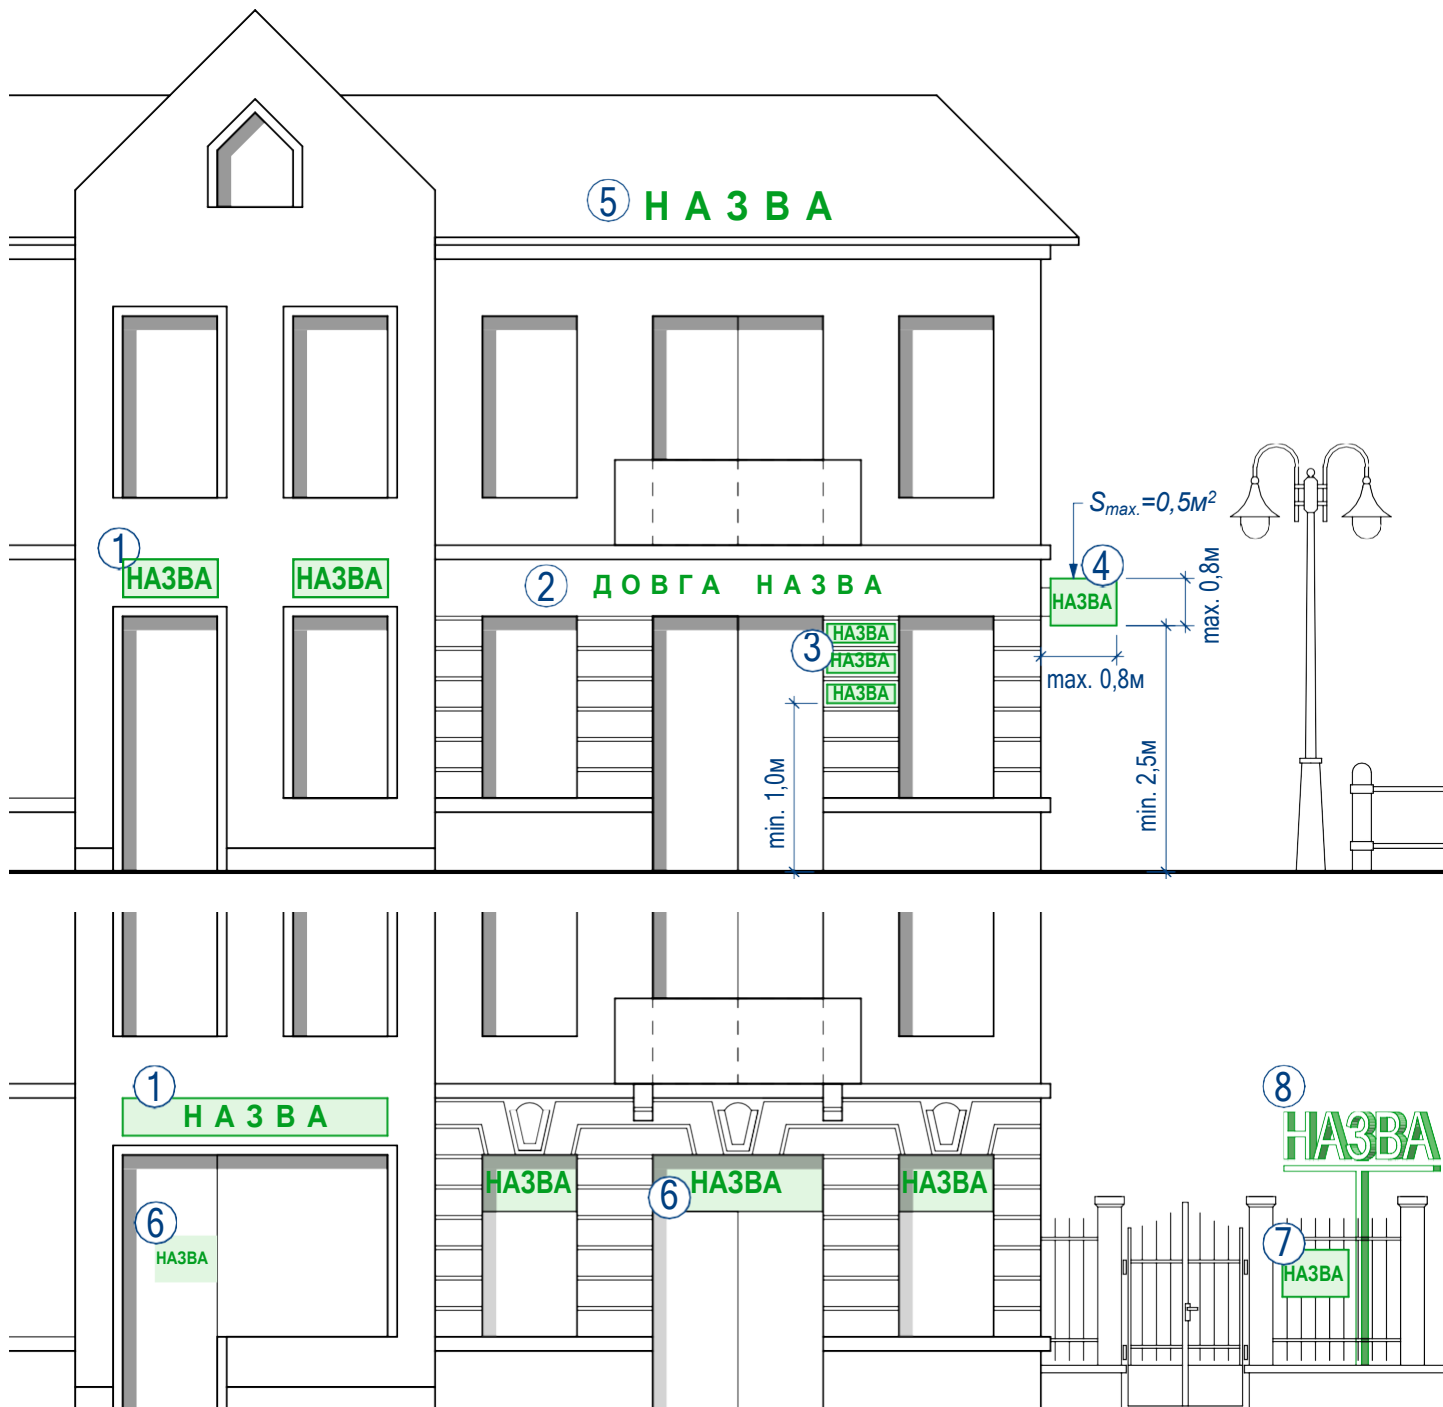 5 НАЗВА
Smax.=0,5м²
1
НАЗВА НАЗВА
2 ДОВГА НАЗВА
4
НАЗВА
max. 0,8м
max. 0,8м
3
НАЗВА
НАЗВА
НАЗВА
min. 1,0м
min. 2,5м
1
НАЗВА
8
НАЗВА
НАЗВА
6 НАЗВА
НАЗВА
6
НАЗВА
7
НАЗВА